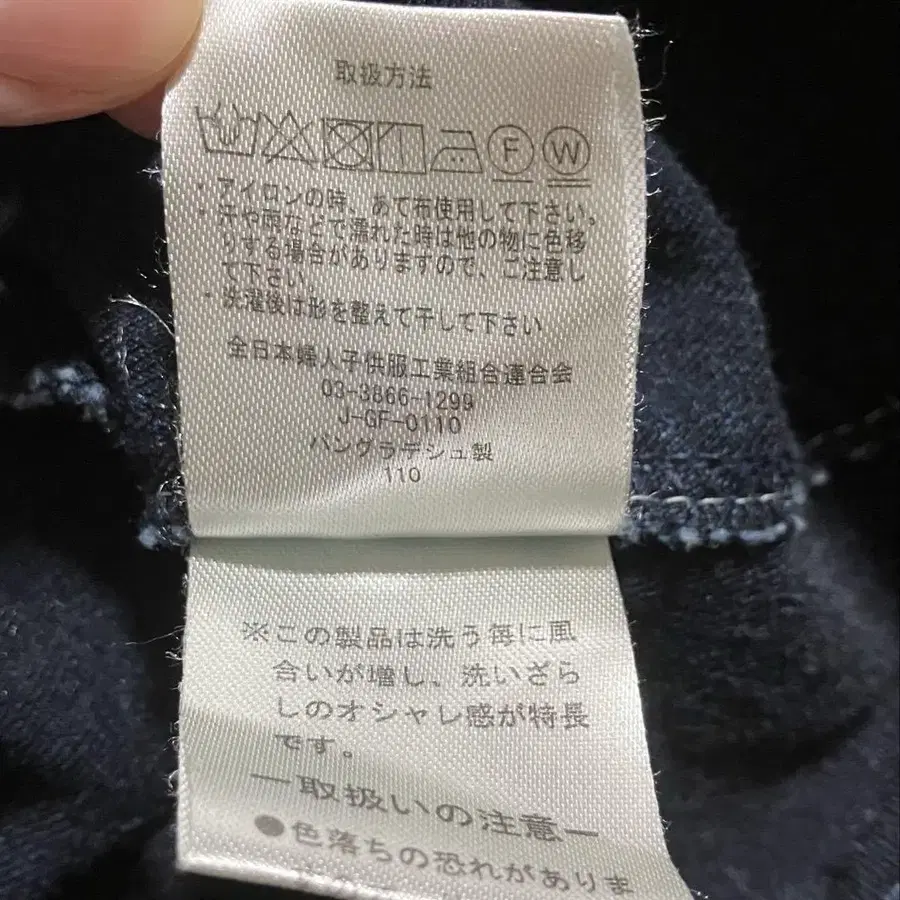 取扱方法
F W
・アイロンの時、あて布使用して下さい。
・汗や雨などで濡れた時は他の物に色移
りする場合がありますので、ご注意し
て下さい
・洗濯後は形を整えて干して下さい
全日本婦人子供服工業組合連合会
03-3866-1299
J-GF-0110
バングラデシュ製
110
※この製品は洗う毎に風
合いが増し、洗いざら
しのオシャレ感が特長
です。
―取扱いの注意―
●色落ちの恐れがありま